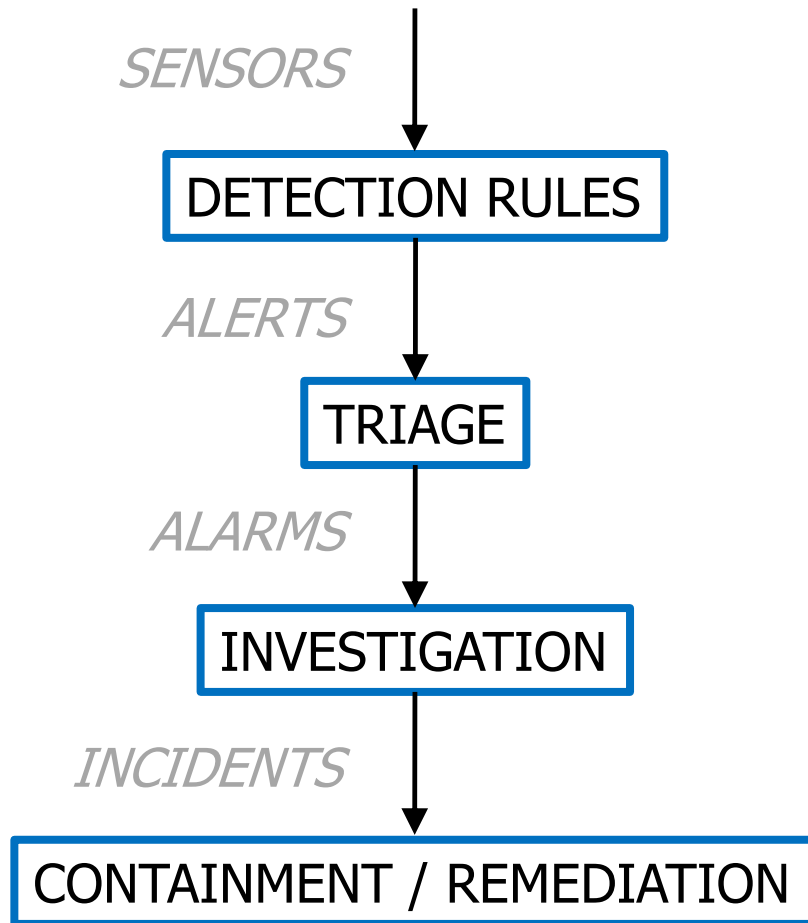 SENSORS
DETECTION RULES
ALERTS
TRIAGE
ALARMS
INVESTIGATION
INCIDENTS
CONTAINMENT / REMEDIATION